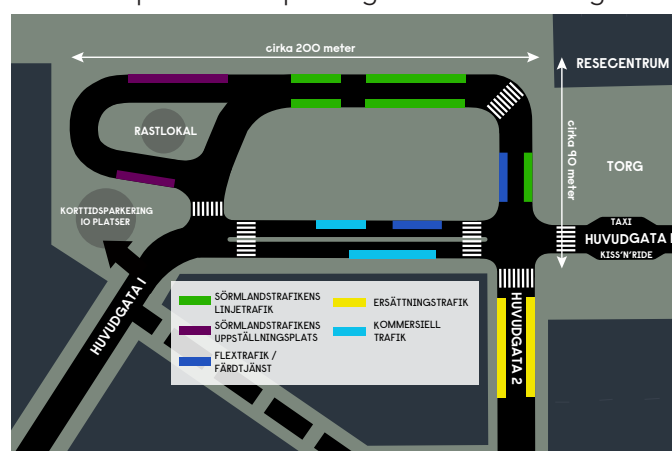 cirka 200 meter
RESECENTRUM
cirka 90 meter
RASTLOKAL
TORG
KORTTIDSPARKERING
10 PLATSER
TAXI
HUVUDGATA
KISS'N'RIDE
HUVUDGATA 1
HUVUDGATA 2
SÖRMLANDSTRAFIKENS
LINJETRAFIK
SÖRMLANDSTRAFIKENS
UPPSTÄLLNINGSPLATS
FLEXTRAFIK /
FÄRDTJÄNST
ERSÄTTNINGSTRAFIK
KOMMERSIELL
TRAFIK